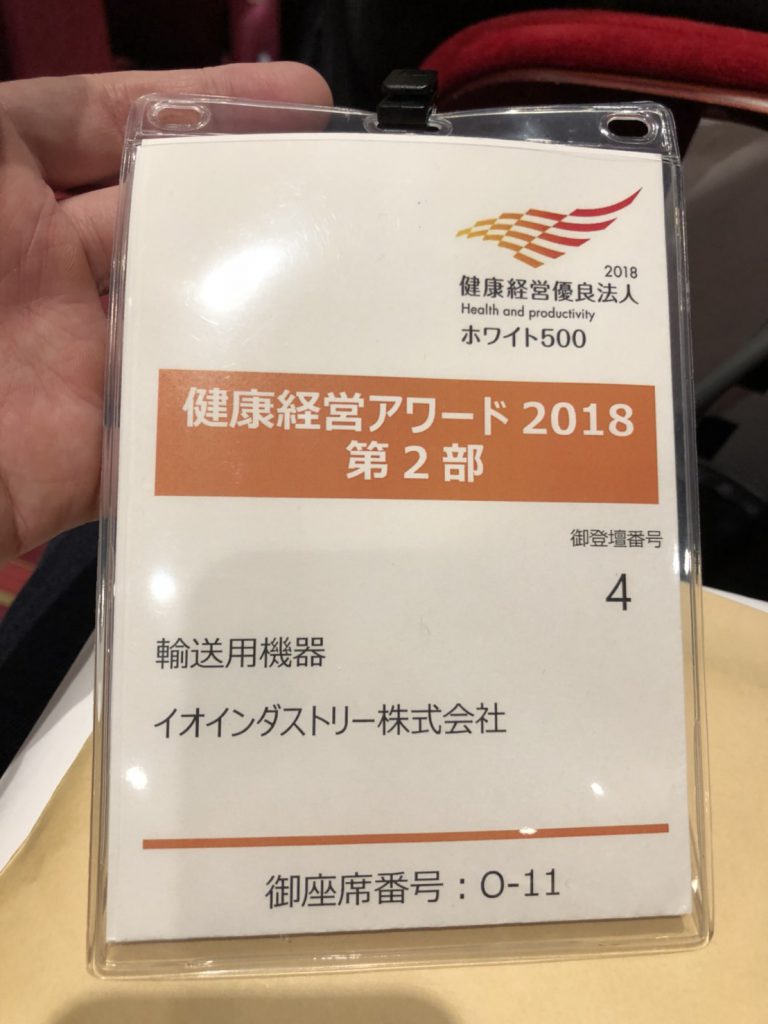 2018
健康経営優良法人
Health and productivity
ホワイト500
健康経営アワード 2018
第 2 部
御登壇番号
4
輸送用機器
イオインダストリー株式会社
御座席番号：O-11